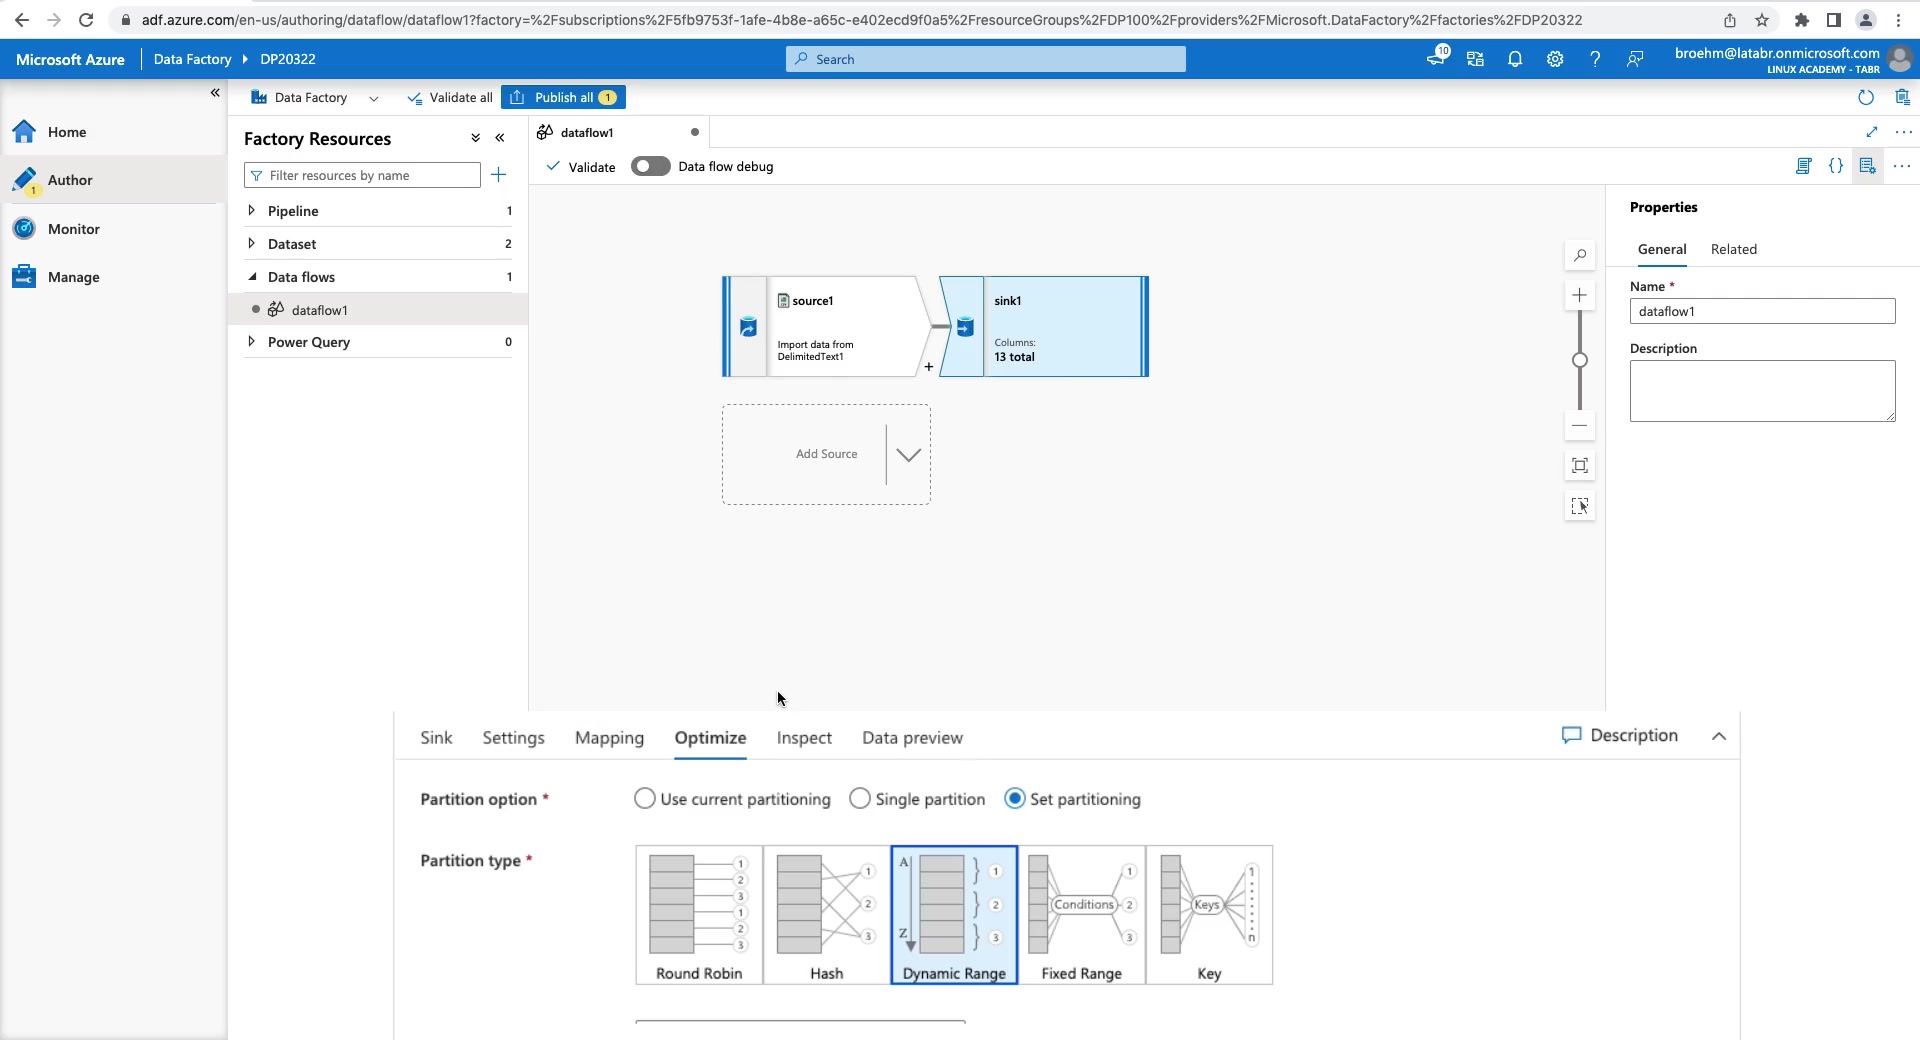 adf.azure.com/en-us/authoring/dataflow/dataflow1?factory=%2Fsubscriptions%2F5fb9753f-1afe-4b8e-a65c-e402ecd9f0a5%2FresourceGroups%2FDP100%2Fproviders%2FMicrosoft.DataFactory%2Ffactories%2FDP20322
Microsoft Azure
Data Factory
DP20322
Search
10
broehm@latabr.onmicrosoft.com
LINUX ACADEMY - TABR
Data Factory
Validate all
Publish all 1
Home
Author
1
Monitor
Manage
Factory Resources
Filter resources by name
Pipeline 1
Dataset 2
Data flows 1
dataflow1
Power Query 0
dataflow1
Validate
Data flow debug
source1
Import data from
DelimitedText1
+
sink1
Columns:
13 total
Add Source
Properties
General
Related
Name *
dataflow1
Description
Sink
Settings
Mapping
Optimize
Inspect
Data preview
Description
Partition option *
Use current partitioning
Single partition
Set partitioning
Partition type *
1
2
3
1
2
3
Round Robin
1
2
3
Hash
A
Z
1
2
3
Dynamic Range
Conditions
1
2
3
Fixed Range
Keys
1
n
Key